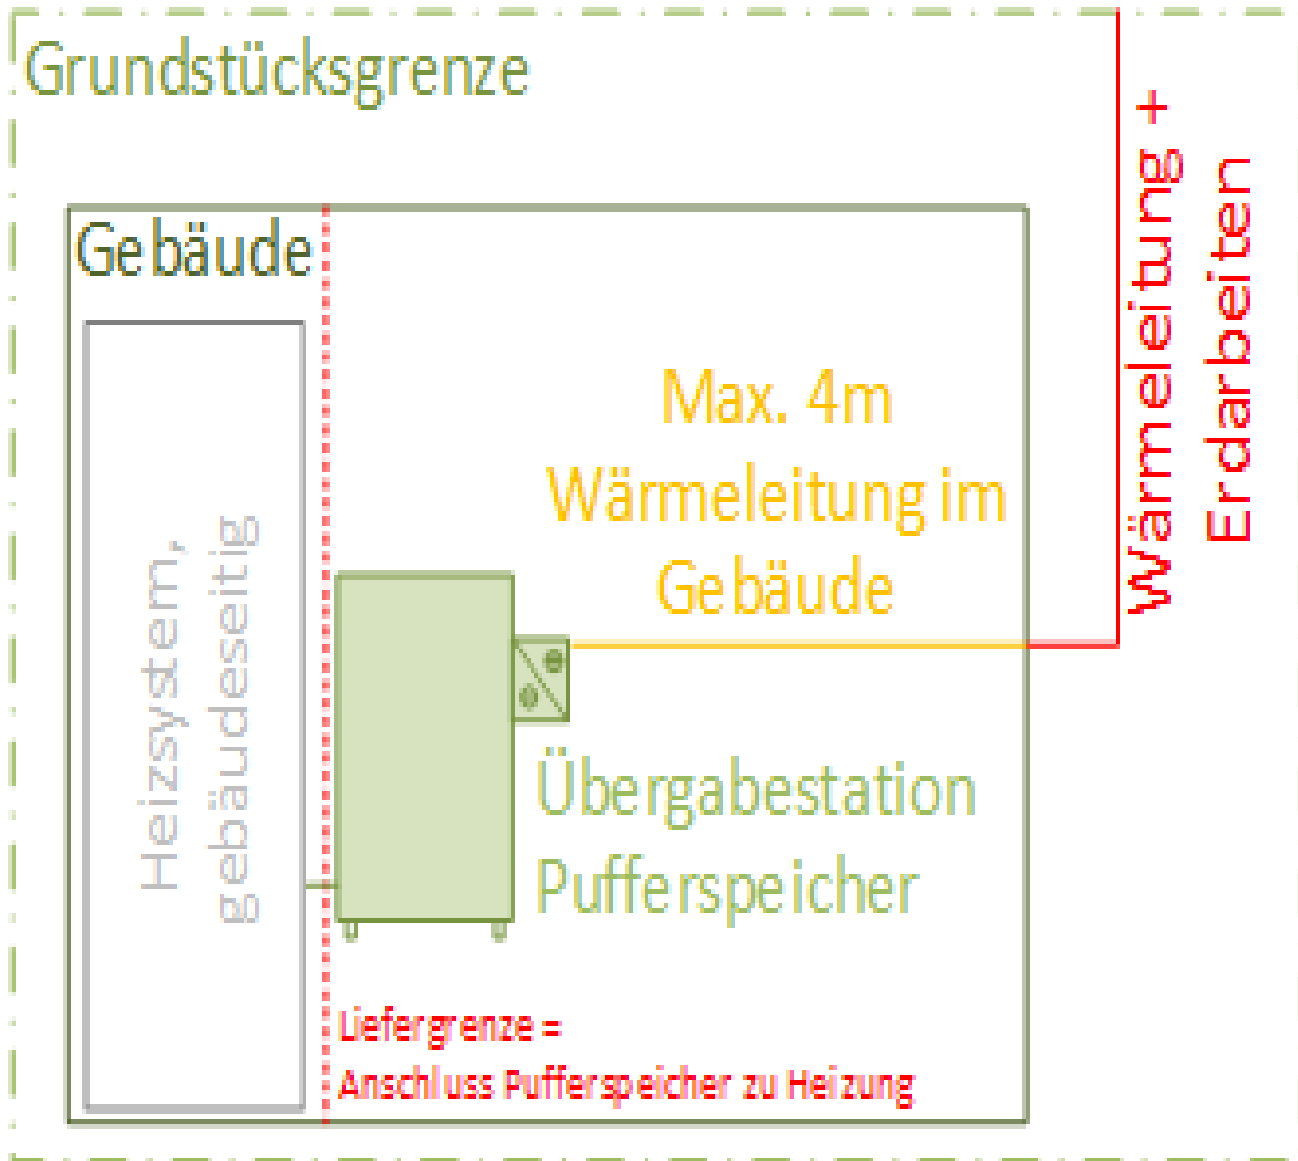 Grundstücksgrenze
Gebäude
Heizsystem,
gebäudeseitig
Max. 4m
Wärmeleitung im
Gebäude
Wärmeleitung +
Erdarbeiten
Übergabestation
Pufferspeicher
Liefergrenze =
Anschluss Pufferspeicher zu Heizung